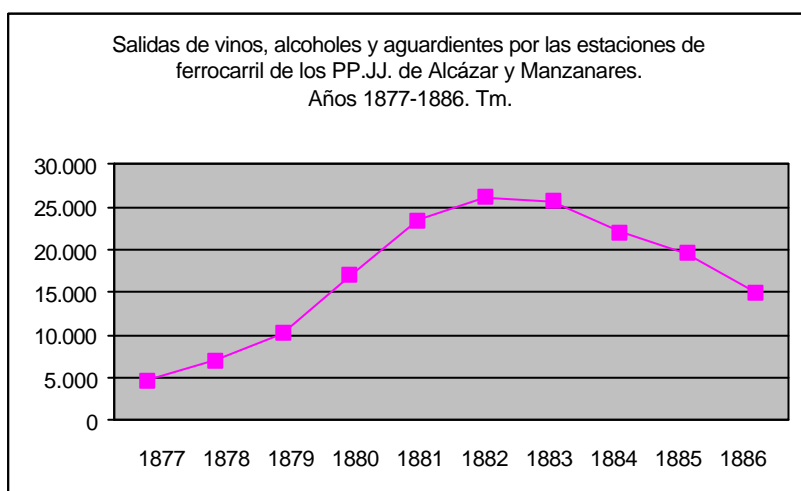 Salidas de vinos, alcoholes y aguardientes por las estaciones de
ferrocarril de los PP.JJ. de Alcázar y Manzanares.
Años 1877-1886. Tm.
30.000
25.000
20.000
15.000
10.000
5.000
0
1877 1878 1879 1880 1881 1882 1883 1884 1885 1886